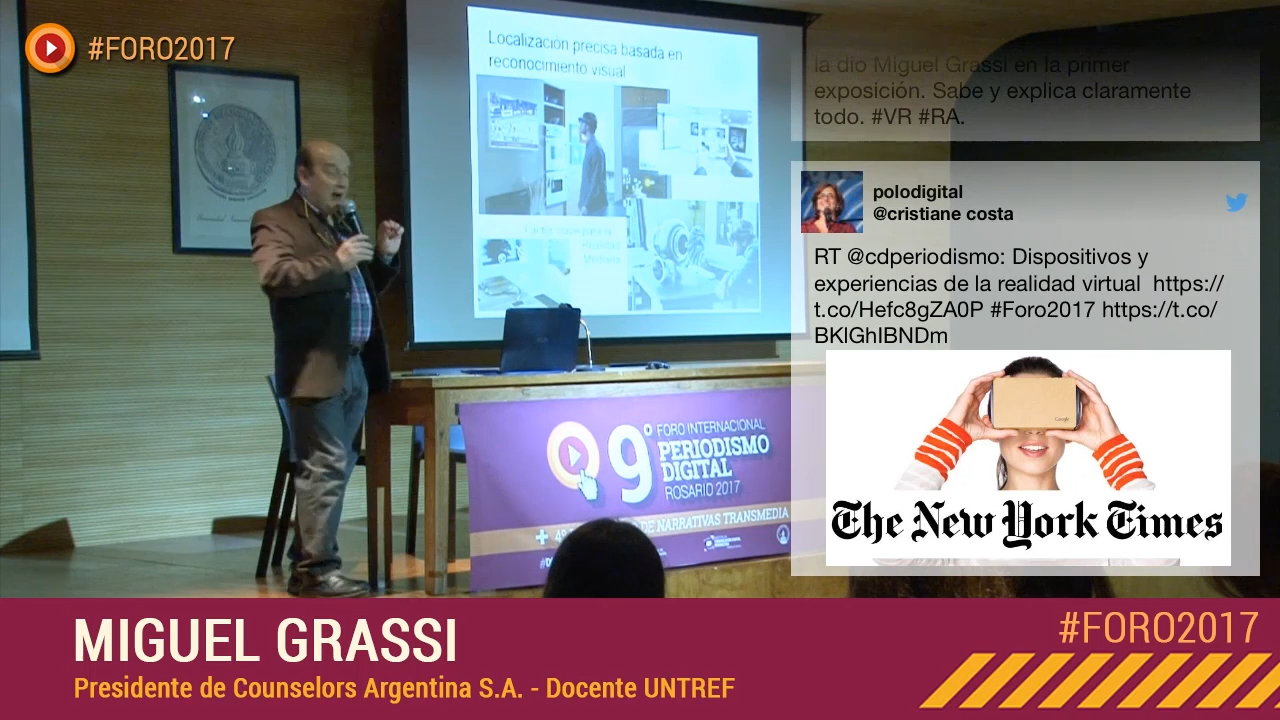 #FORO2017
Localización precisa basada en
reconocimiento visual
la dio Miguel Grassi en la primer
exposición. Sabe y explica claramente
todo. #VR #RA.
polodigital
@cristiane costa
RT @cdperiodismo: Dispositivos y
experiencias de la realidad virtual https://
t.co/Hefc8gZA0P #Foro2017 https://t.co/
BKlGhIBNDm
Google
The New York Times
9°
FORO INTERNACIONAL
PERIODISMO
DIGITAL
ROSARIO 2017
DE NARRATIVAS TRANSMEDIA
MIGUEL GRASSI
Presidente de Counselors Argentina S.A. - Docente UNTREF
#FORO2017